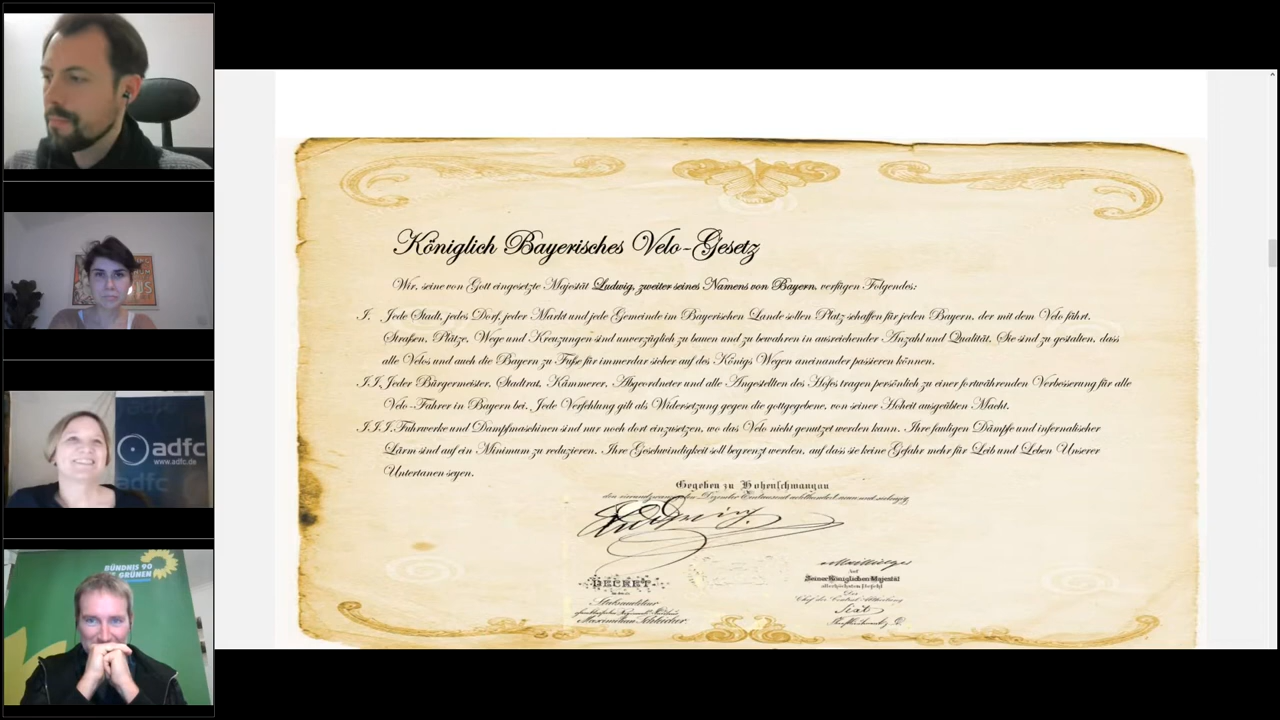 Königlich Bayerisches Velo-Gesetz
Wir, seine von Gott eingesetzte Majestät Ludwig, zweiter seines Namens von Bayern, verfügen Folgendes:
I. Jede Stadt, jedes Dorf, jeder Markt und jede Gemeinde im Bayerischen Lande sollen Platz schaffen für jeden Bayern, der mit dem Velo fährt.
Straßen, Plätze, Wege und Kreuzungen sind unverzüglich zu bauen und zu bewahren in ausreichender Anzahl und Qualität. Sie sind zu gestalten, dass
alle Velos und auch die Bayern zu Fuße für immerdar sicher auf des Königs Wegen aneinander passieren können.
II. Jeder Bürgermeister, Stadtrat, Kämmerer, Abgeordneter und alle Angestellten des Hofes tragen persönlich zu einer fortwährenden Verbesserung für alle
Velo-Fahrer in Bayern bei. Jede Verfehlung gilt als Widersetzung gegen die gottgegebene, von seiner Hoheit ausgeübten Macht.
III. Fuhrwerke und Dampfmaschinen sind nur noch dort einzusetzen, wo das Velo nicht genutzet werden kann. Ihre fauligen Dämpfe und infernalischer
Lärm sind auf ein Minimum zu reduzieren. Ihre Geschwindigkeit soll begrenzt werden, auf dass sie keine Gefahr mehr für Leib und Leben Unserer
Untertanen seyen.
Gegeben zu Hohenschwangau
Ludwig
DECRET
Seiner Königlichen Majestät
allerhöchsten Befehl
Der
Chef der
adfc
www.adfc.de
adfc
BÜNDNIS 90
GRÜNEN